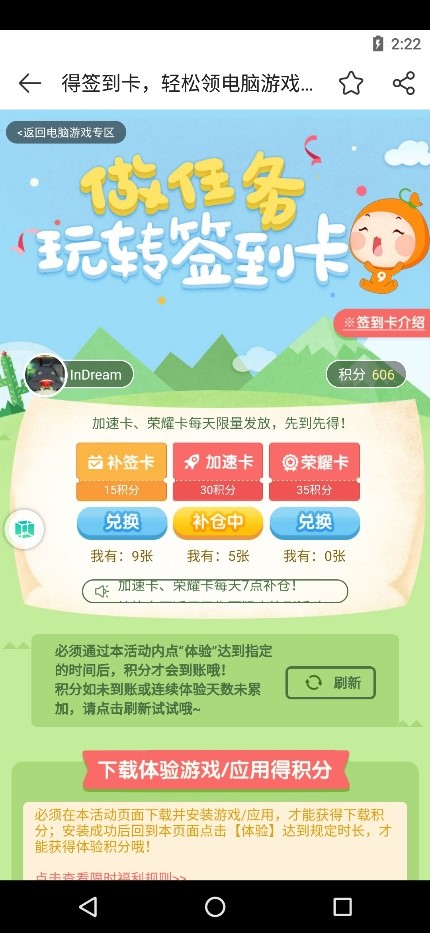 2:22
得签到卡，轻松领电脑游戏...
<返回电脑游戏专区
做任务
玩转签到卡
9
※签到卡介绍
InDream
积分 606
加速卡、荣耀卡每天限量发放，先到先得！
补签卡 加速卡 荣耀卡
15积分 30积分 35积分
兑换 补仓中 兑换
我有：9张 我有：5张 我有：0张
加速卡、荣耀卡每天7点补仓！
必须通过本活动内点“体验”达到指定
的时间后，积分才会到账哦！
积分如未到账或连续体验天数未累
加，请点击刷新试试哦~
刷新
下载体验游戏/应用得积分
必须在本活动页面下载并安装游戏/应用，才能获得下载积
分；安装成功后回到本页面点击【体验】达到规定时长，才
能获得体验积分哦！
点击查看限时福利规则>>